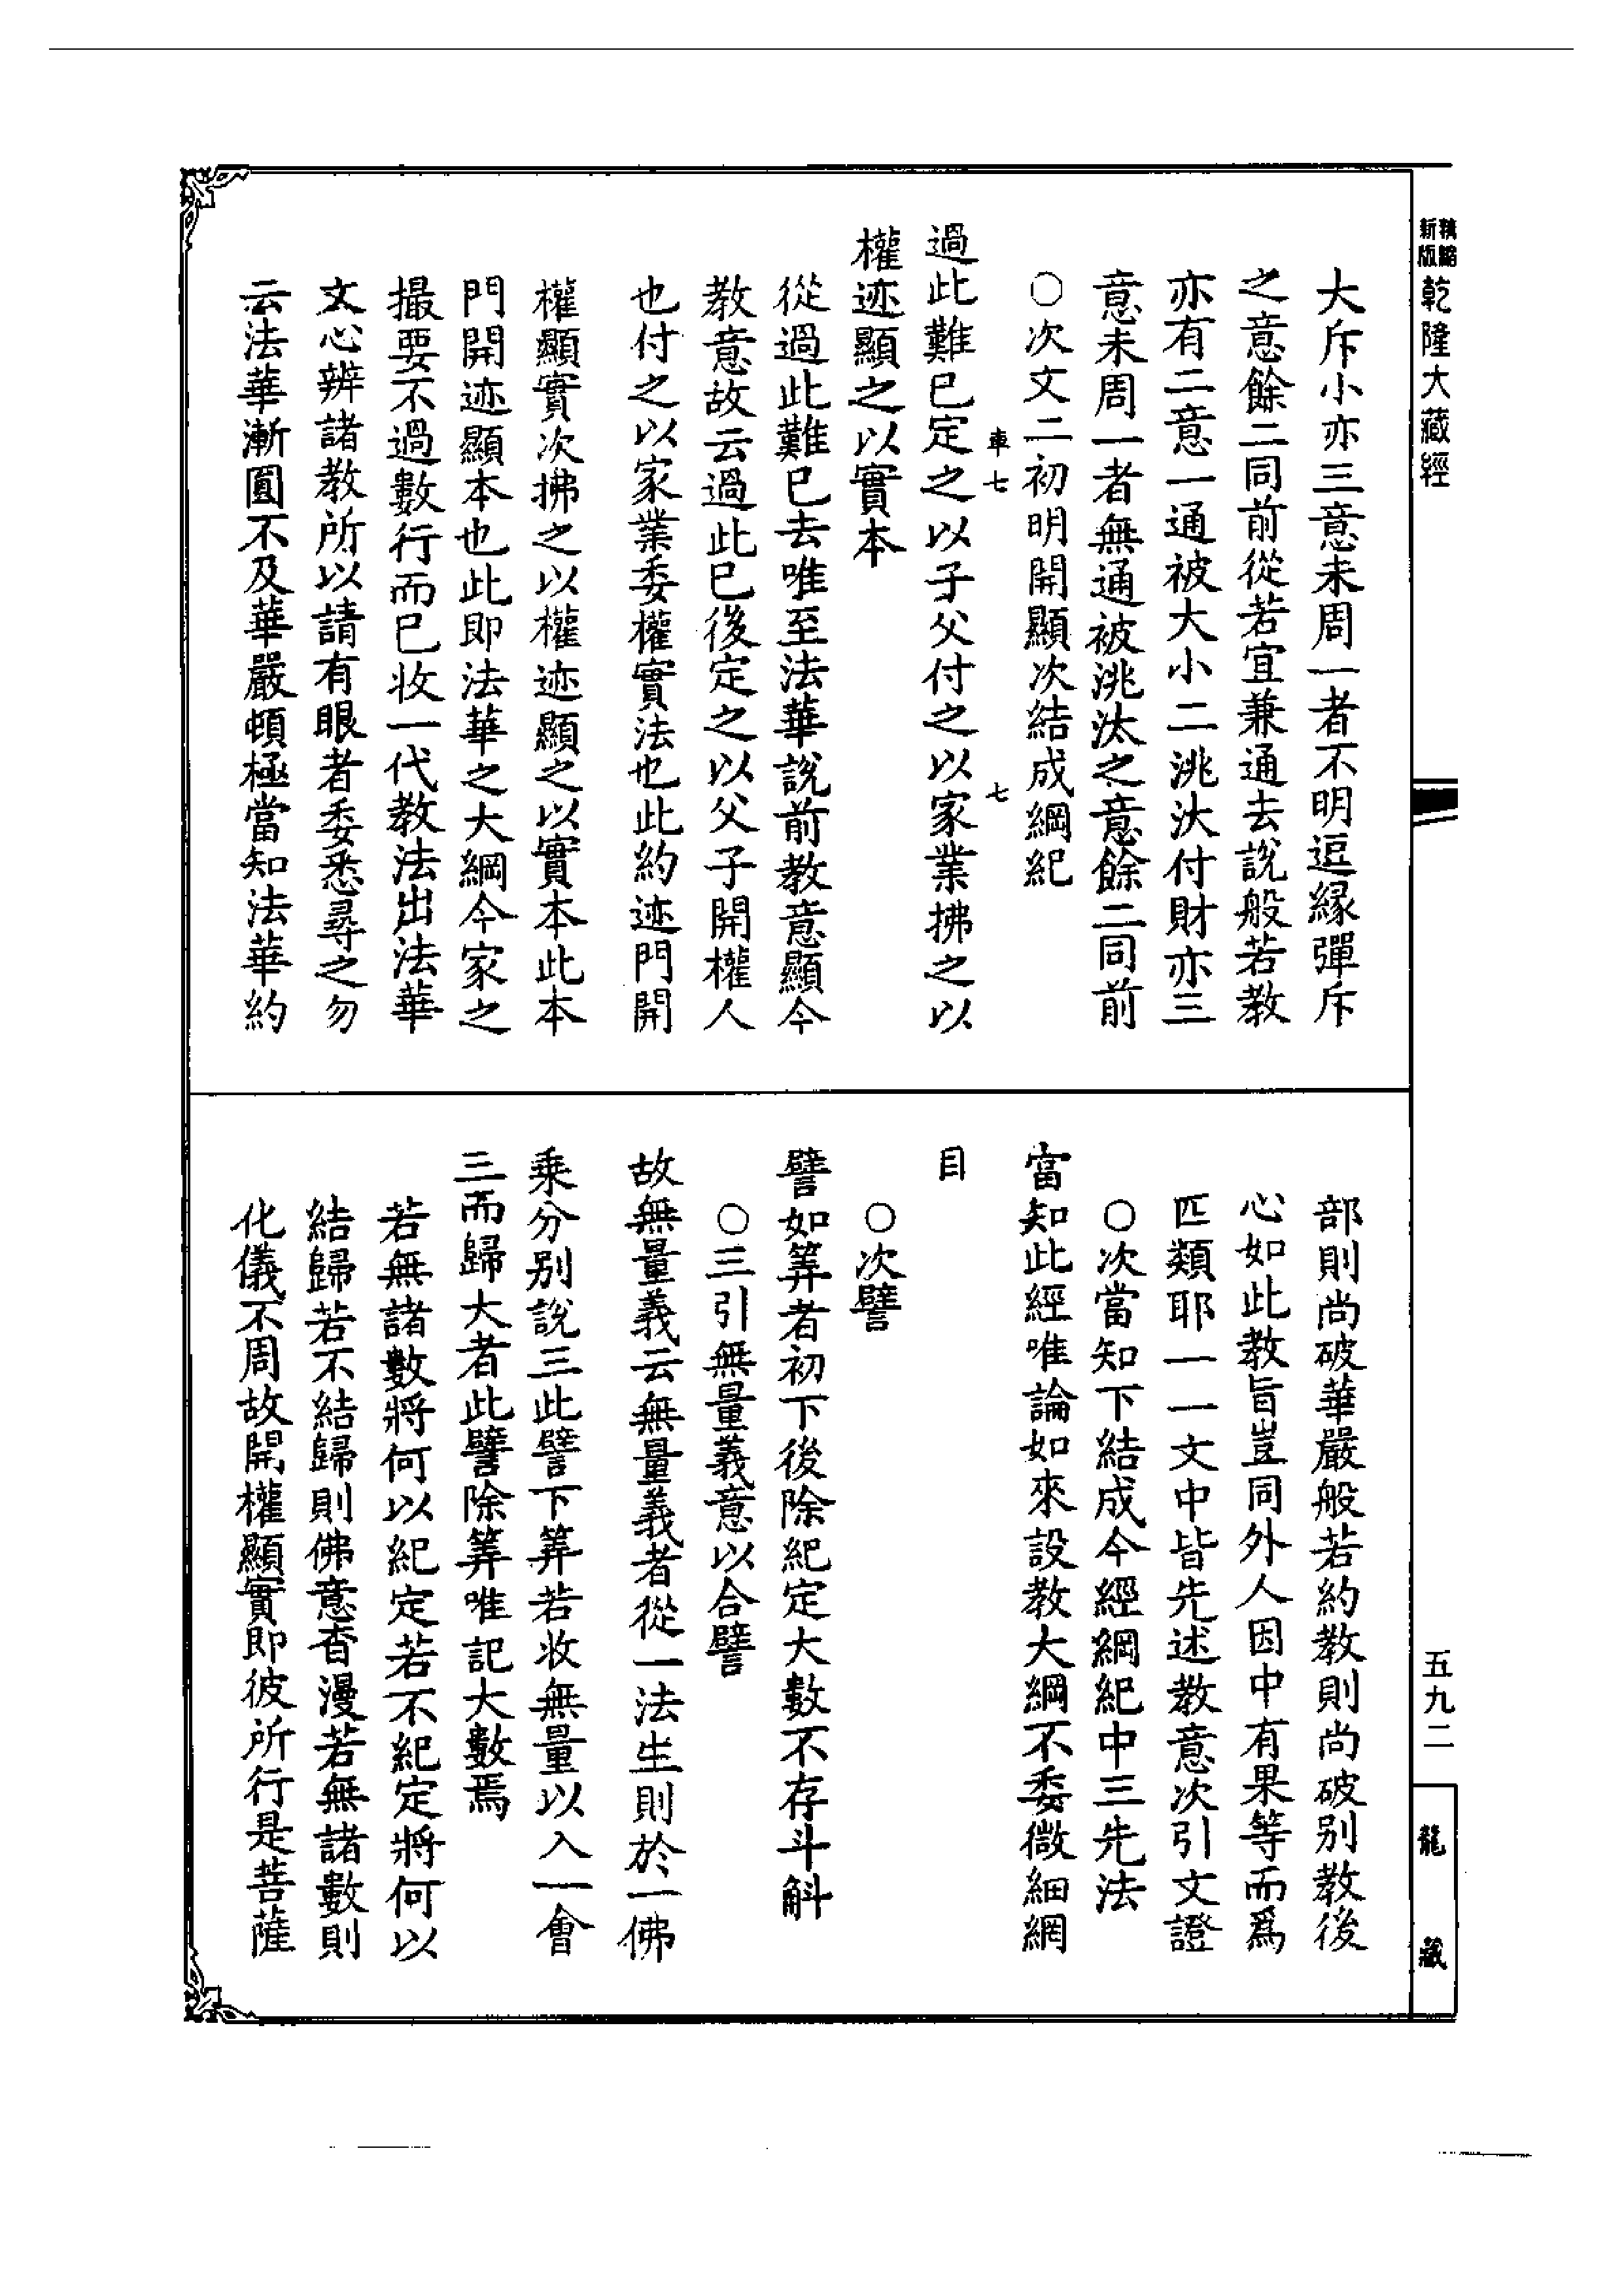 新版精縮乾隆大藏經
大斥小亦三意未周一者不明逗緣彈斥
之意餘二同前從若宜兼通去說般若教
亦有二意一通被大小二洮汰付財亦三
意未周一者無通被洮汰之意餘二同前
○次文二初明開顯次結成綱紀
車七 七
過此難已定之以子父付之以家業拂之以
權迹顯之以實本
從過此難已去唯至法華說前教意顯今
教意故云過此已後定之以父子開權人
也付之以家業委權實法也此約迹門開
權顯實次拂之以權迹顯之以實本此本
門開迹顯本也此即法華之大綱今家之
撮要不過數行而已收一代教法出法華
文心辨諸教所以請有眼者委悉尋之勿
云法華漸圓不及華嚴頓極當知法華約
部則尚破華嚴般若約教則尚破別教後
心如此教旨豈同外人因中有果等而爲
匹類耶一一文中皆先述教意次引文證
○次當知下結成今經綱紀中三先法
當知此經唯論如來設教大綱不委微細網
目
○次譬
譬如筭者初下後除紀定大數不存斗斛
○三引無量義意以合譬
故無量義云無量義者從一法生則於一佛
乘分別說三此譬下筭若收無量以入一會
三而歸大者此譬除筭唯記大數焉
若無諸數將何以紀定若不紀定將何以
結歸若不結歸則佛意杳漫若無諸數則
化儀不周故開權顯實即彼所行是菩薩
五九二
龍藏